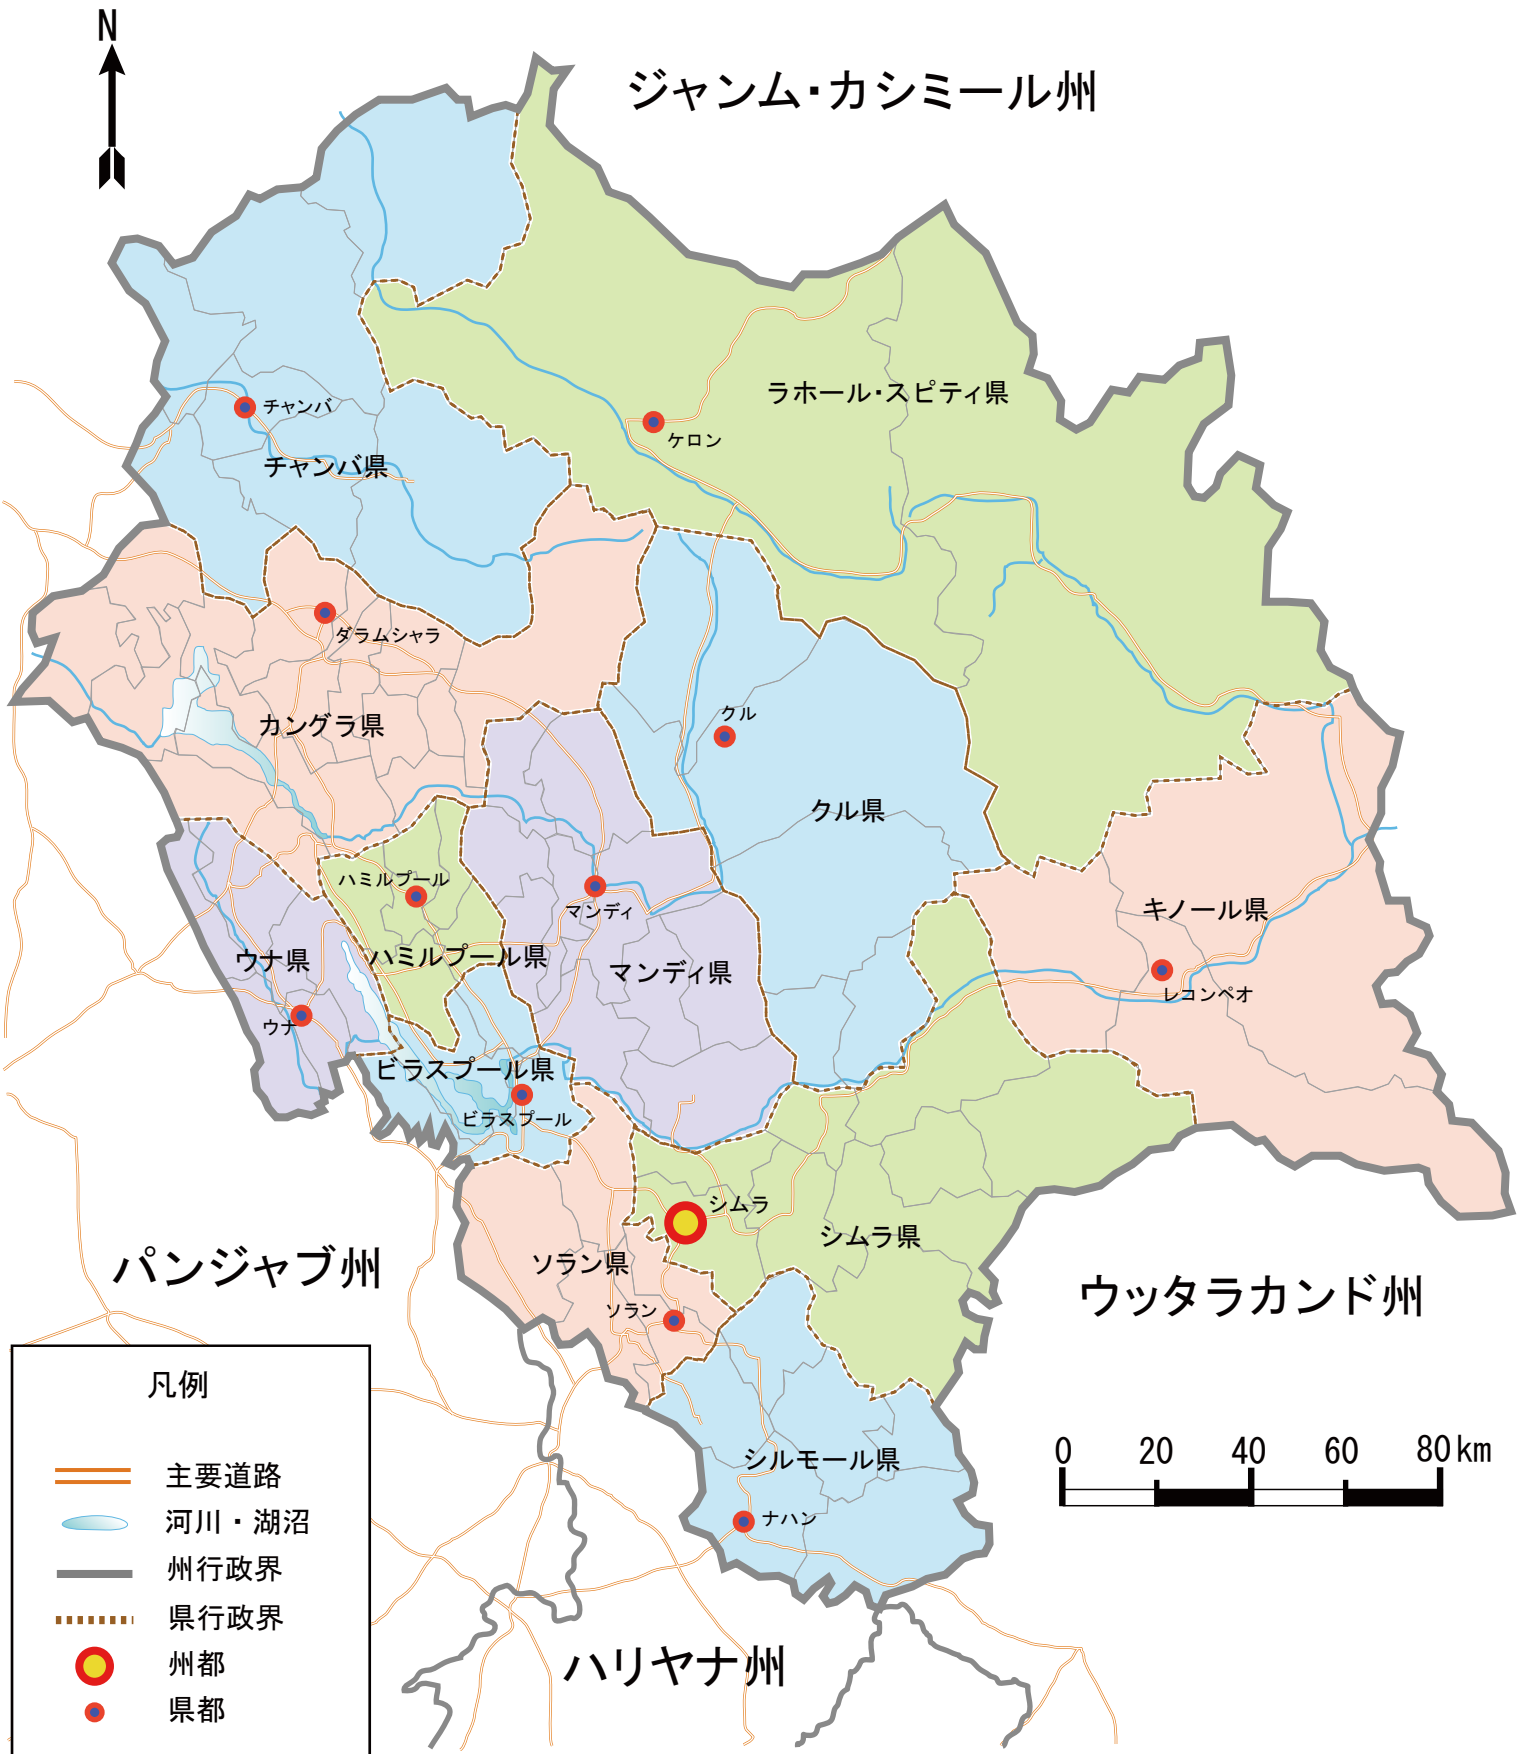 N
ジャンム・カシミール州
ラホール・スピティ県
チャンバ
ケロン
チャンバ県
ダラムシャラ
カングラ県
クル
クル県
ハミルプール
マンディ
キノール県
ハミルプール県
ウナ県
マンディ県
レコンペオ
ウナ
ビラスプール県
ビラスプール
シムラ
シムラ県
ソラン県
パンジャブ州
ウッタラカンド州
ソラン
シルモール県
ナハン
ハリヤナ州
0 20 40 60 80km
凡例
主要道路
河川・湖沼
州行政界
県行政界
州都
県都